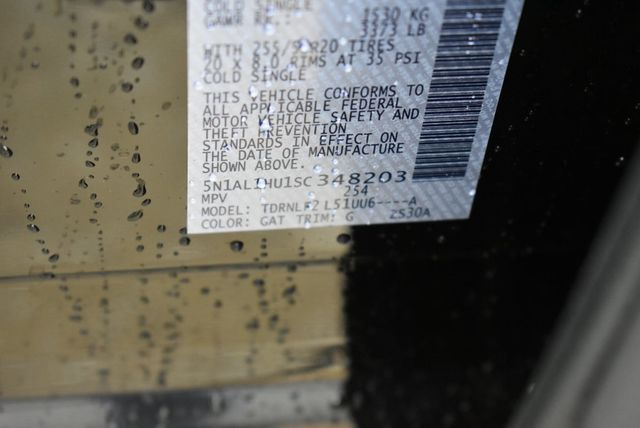 COLD SINGLE
GAWR RR.: 1530 KG
3373 LB
WITH 255/ R20 TIRES
20 X 8.0 RIMS AT 35 PSI
COLD SINGLE
THIS VEHICLE CONFORMS TO
ALL APPLICABLE FEDERAL
MOTOR VEHICLE SAFETY AND
THEFT PREVENTION
STANDARDS IN EFFECT ON
THE DATE OF MANUFACTURE
SHOWN ABOVE.
5N1AL1HU1SC348203
MPV 254
MODEL: TDRNLF2 L51UU6----A
COLOR: GAT TRIM: G ZS30A